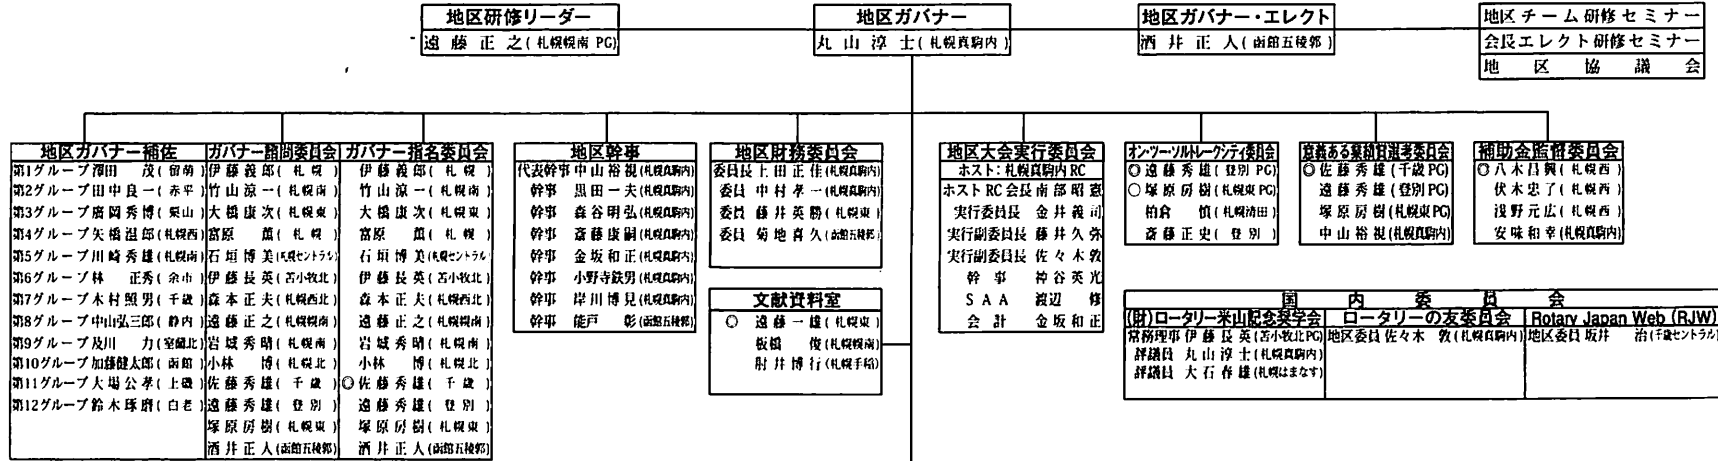 地区研修リーダー
遠藤正之(札幌幌南 PG)
地区ガバナー
丸山淳士(札幌真駒内)
地区ガバナー・エレクト
酒井正人(函館五稜郭)
地区チーム研修セミナー
会長エレクト研修セミナー
地区協議会
地区ガバナー補佐
第1グループ 澤田 茂(留萌)
第2グループ 田中良一(赤平)
第3グループ 廣岡秀博(栗山)
第4グループ 矢橋温郎(札幌西)
第5グループ 川崎秀雄(札幌南)
第6グループ 林 正秀(余市)
第7グループ 木村照男(千歳)
第8グループ 中山弘三郎(静内)
第9グループ 及川 力(室蘭北)
第10グループ 加藤健太郎(函館)
第11グループ 大場公孝(上磯)
第12グループ 鈴木琢磨(白老)
ガバナー諮問委員会
伊藤義郎(札幌)
竹山涼一(札幌南)
大橋康次(札幌東)
富原 薫(札幌)
石垣博美(札幌セントラル)
伊藤長英(苫小牧北)
森本正夫(札幌西北)
遠藤正之(札幌幌南)
岩城秀晴(札幌南)
小林 博(札幌北)
佐藤秀雄(千歳)
遠藤秀雄(登別)
塚原房樹(札幌東)
酒井正人(函館五稜郭)
ガバナー指名委員会
伊藤義郎(札幌)
竹山涼一(札幌南)
大橋康次(札幌東)
富原 薫(札幌)
石垣博美(札幌セントラル)
伊藤長英(苫小牧北)
森本正夫(札幌西北)
遠藤正之(札幌幌南)
岩城秀晴(札幌南)
小林 博(札幌北)
◎佐藤秀雄(千歳)
遠藤秀雄(登別)
塚原房樹(札幌東)
酒井正人(函館五稜郭)
地区幹事
代表幹事 中山裕視(札幌真駒内)
幹事 黒田一夫(札幌真駒内)
幹事 森谷明弘(札幌真駒内)
幹事 斎藤康嗣(札幌真駒内)
幹事 金坂和正(札幌真駒内)
幹事 小野寺鉄男(札幌真駒内)
幹事 岸川博見(札幌真駒内)
幹事 能戸 彰(函館五稜郭)
地区財務委員会
委員長 上田正佳(札幌真駒内)
委員 中村孝一(札幌真駒内)
委員 藤井英勝(札幌東)
委員 菊地喜久(函館五稜郭)
文献資料室
◎ 遠藤一雄(札幌東)
板橋 俊(札幌幌南)
肘井博行(札幌手稲)
地区大会実行委員会
ホスト:札幌真駒内 RC
ホスト RC 会長 南部昭憲
実行委員長 金井義司
実行副委員長 藤井久弥
実行副委員長 佐々木敦
幹事 神谷英光
SAA 渡辺 修
会計 金坂和正
オン・ツー・ソルトレークシティ委員会
◎遠藤秀雄(登別 PG)
○塚原房樹(札幌東 PG)
柏倉 慎(札幌清田)
斎藤正史(登別)
意義ある業績賞選考委員会
◎佐藤秀雄(千歳 PG)
遠藤秀雄(登別 PG)
塚原房樹(札幌東 PG)
中山裕視(札幌真駒内)
補助金監督委員会
◎八木昌興(札幌西)
伏木忠了(札幌西)
浅野元広(札幌西)
安味和幸(札幌真駒内)
国内委員会
(財)ロータリー米山記念奨学会
常務理事 伊藤長英(苫小牧北PG)
評議員 丸山淳士(札幌真駒内)
評議員 大石春雄(札幌はまなす)
ロータリーの友委員会
地区委員 佐々木 敦(札幌真駒内)
Rotary Japan Web (RJW)
地区委員 坂井 治(千歳セントラル)